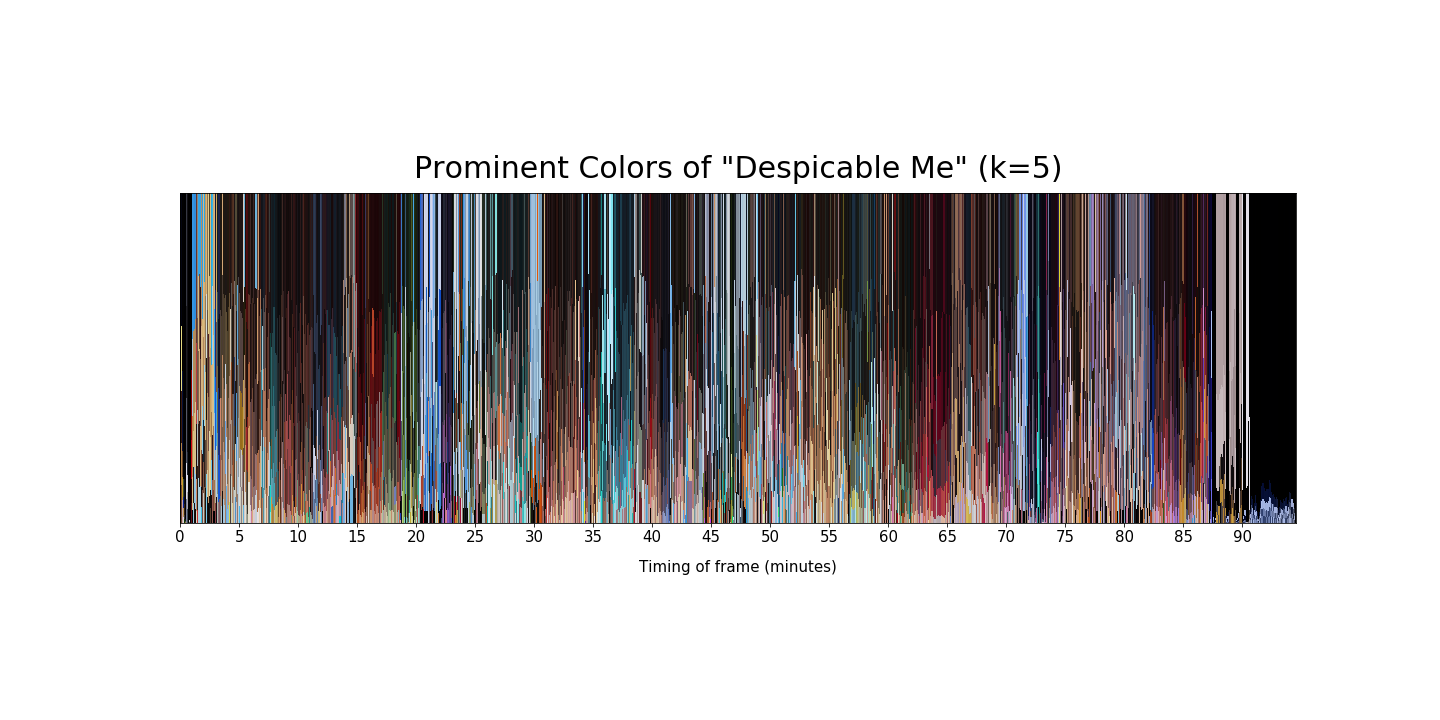 Prominent Colors of "Despicable Me" (k=5)
0 5 10 15 20 25 30 35 40 45 50 55 60 65 70 75 80 85 90
Timing of frame (minutes)